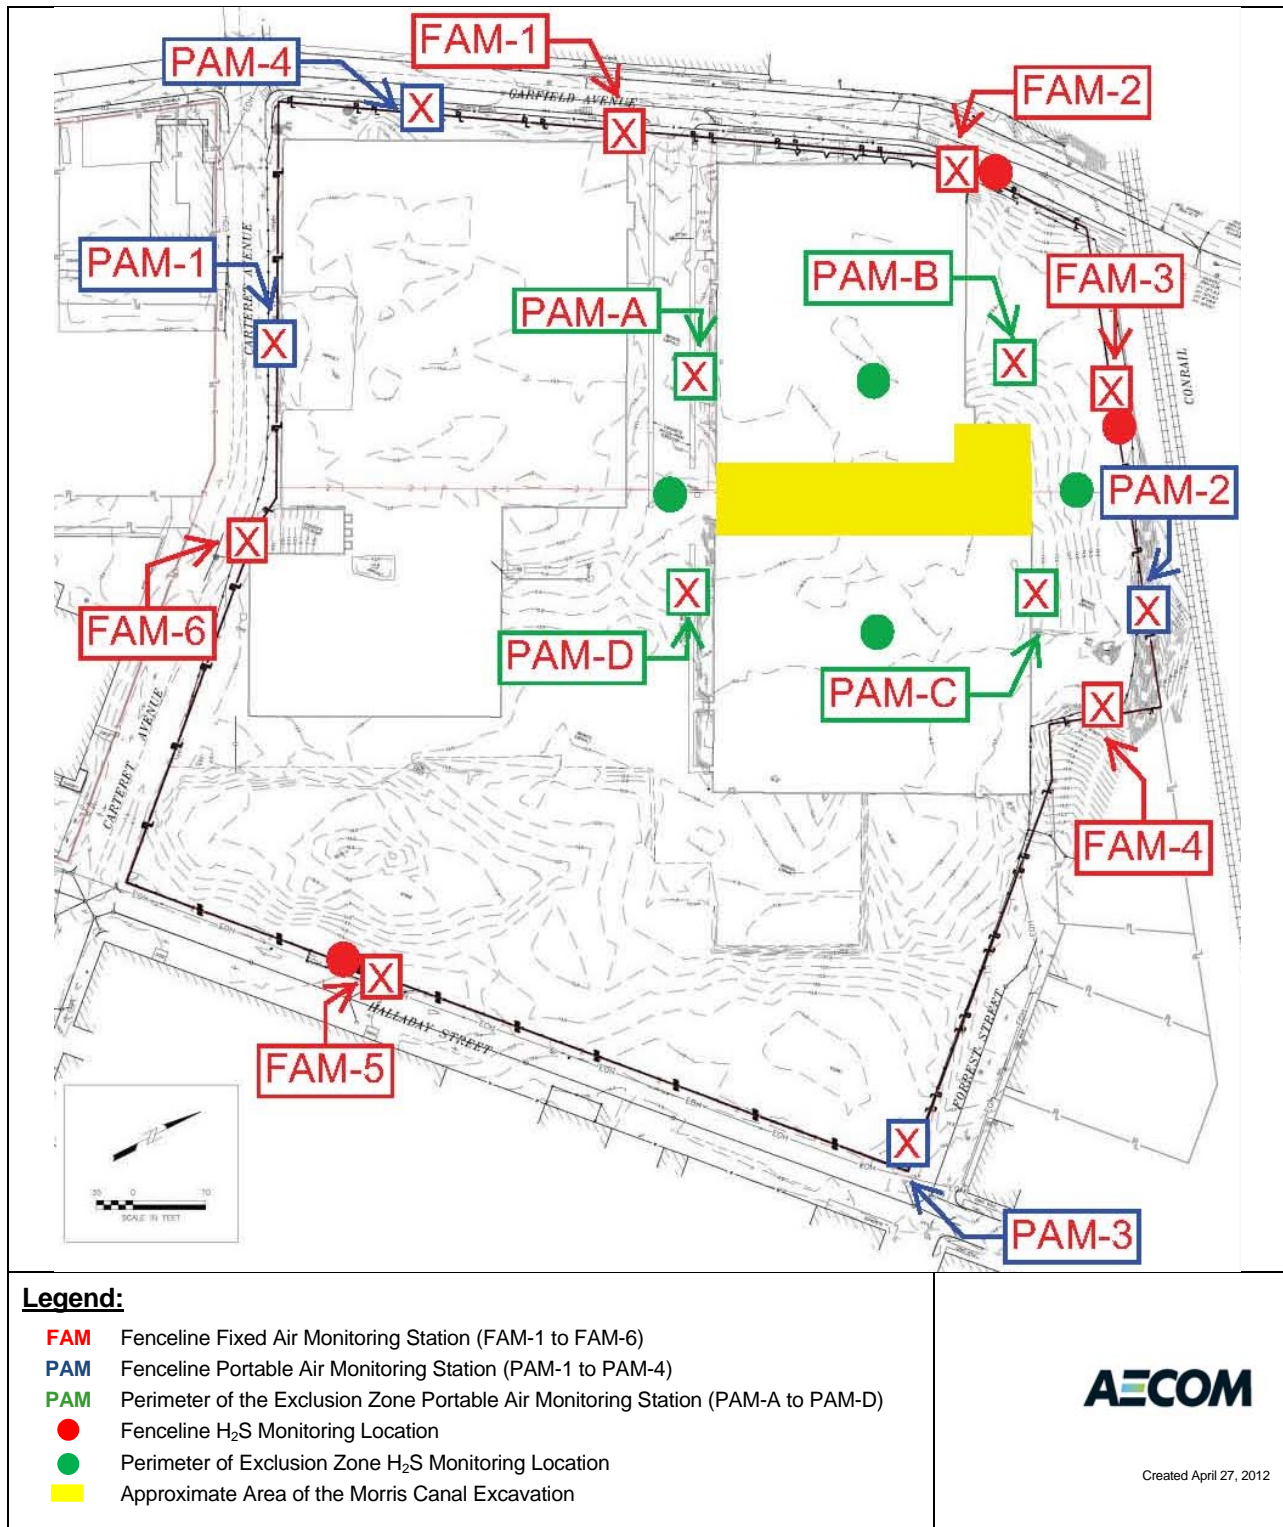 FAM-1
PAM-4
FAM-2
GARFIELD AVENUE
PAM-1
PAM-B
FAM-3
PAM-A
CARTERET AVENUE
CONRAIL
PAM-2
FAM-6
PAM-D
PAM-C
CARTERET AVENUE
FAM-4
HALLADAY STREET
FORREST STREET
FAM-5
35 0 70
SCALE IN FEET
PAM-3
Legend:
FAM Fenceline Fixed Air Monitoring Station (FAM-1 to FAM-6)
PAM Fenceline Portable Air Monitoring Station (PAM-1 to PAM-4)
PAM Perimeter of the Exclusion Zone Portable Air Monitoring Station (PAM-A to PAM-D)
Fenceline H₂S Monitoring Location
Perimeter of Exclusion Zone H₂S Monitoring Location
Approximate Area of the Morris Canal Excavation
AECOM
Created April 27, 2012